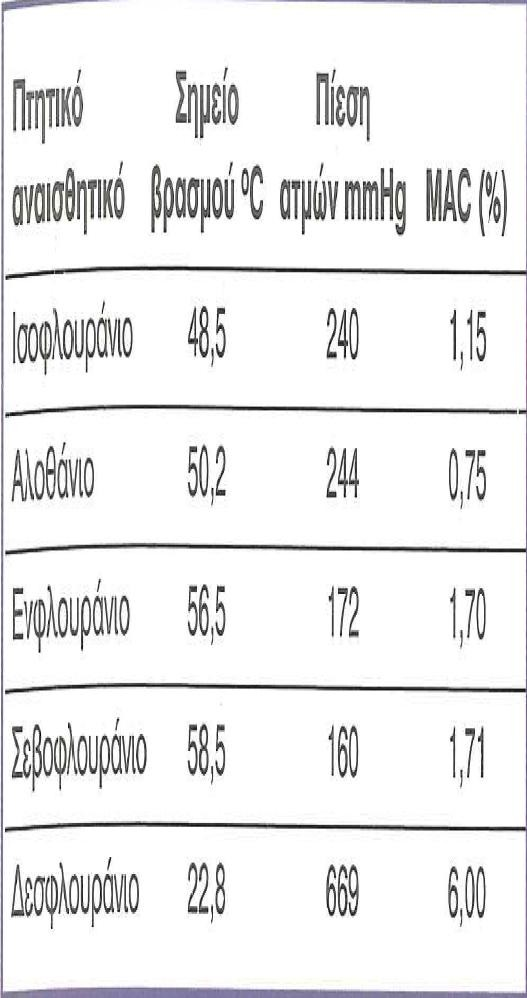 Πτητικό Σημείο Πίεση
αναισθητικό βρασμού °C ατμών mmHg MAC (%)
Ισοφλουράνιο 48,5 240 1,15
Αλοθάνιο 50,2 244 0,75
Ενφλουράνιο 56,5 172 1,70
Σεβοφλουράνιο 58,5 160 1,71
Δεσφλουράνιο 22,8 669 6,00